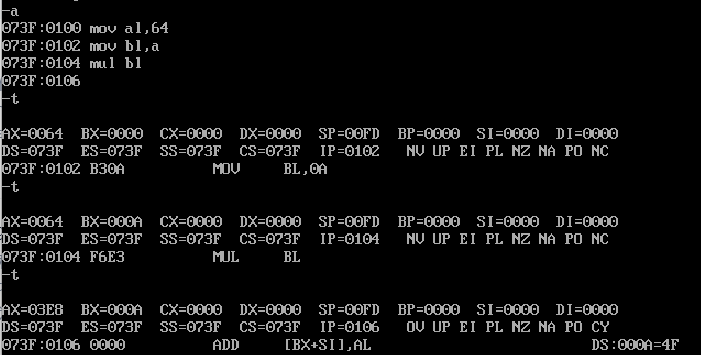 -a
073F:0100 mov al,64
073F:0102 mov bl,a
073F:0104 mul bl
073F:0106
-t
AX=0064 BX=0000 CX=0000 DX=0000 SP=00FD BP=0000 SI=0000 DI=0000
DS=073F ES=073F SS=073F CS=073F IP=0102 NV UP EI PL NZ NA PO NC
073F:0102 B30A MOV BL,0A
-t
AX=0064 BX=000A CX=0000 DX=0000 SP=00FD BP=0000 SI=0000 DI=0000
DS=073F ES=073F SS=073F CS=073F IP=0104 NV UP EI PL NZ NA PO NC
073F:0104 F6E3 MUL BL
-t
AX=03E8 BX=000A CX=0000 DX=0000 SP=00FD BP=0000 SI=0000 DI=0000
DS=073F ES=073F SS=073F CS=073F IP=0106 OV UP EI PL NZ NA PO CY
073F:0106 0000 ADD [BX+SI],AL DS:000A=4F